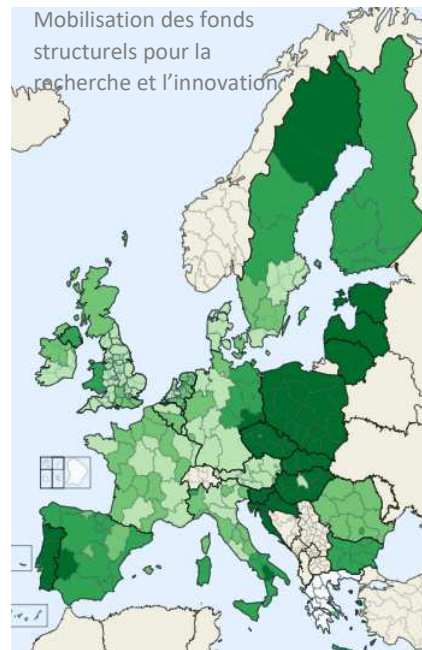 Mobilisation des fonds
structurels pour la
recherche et l’innovation